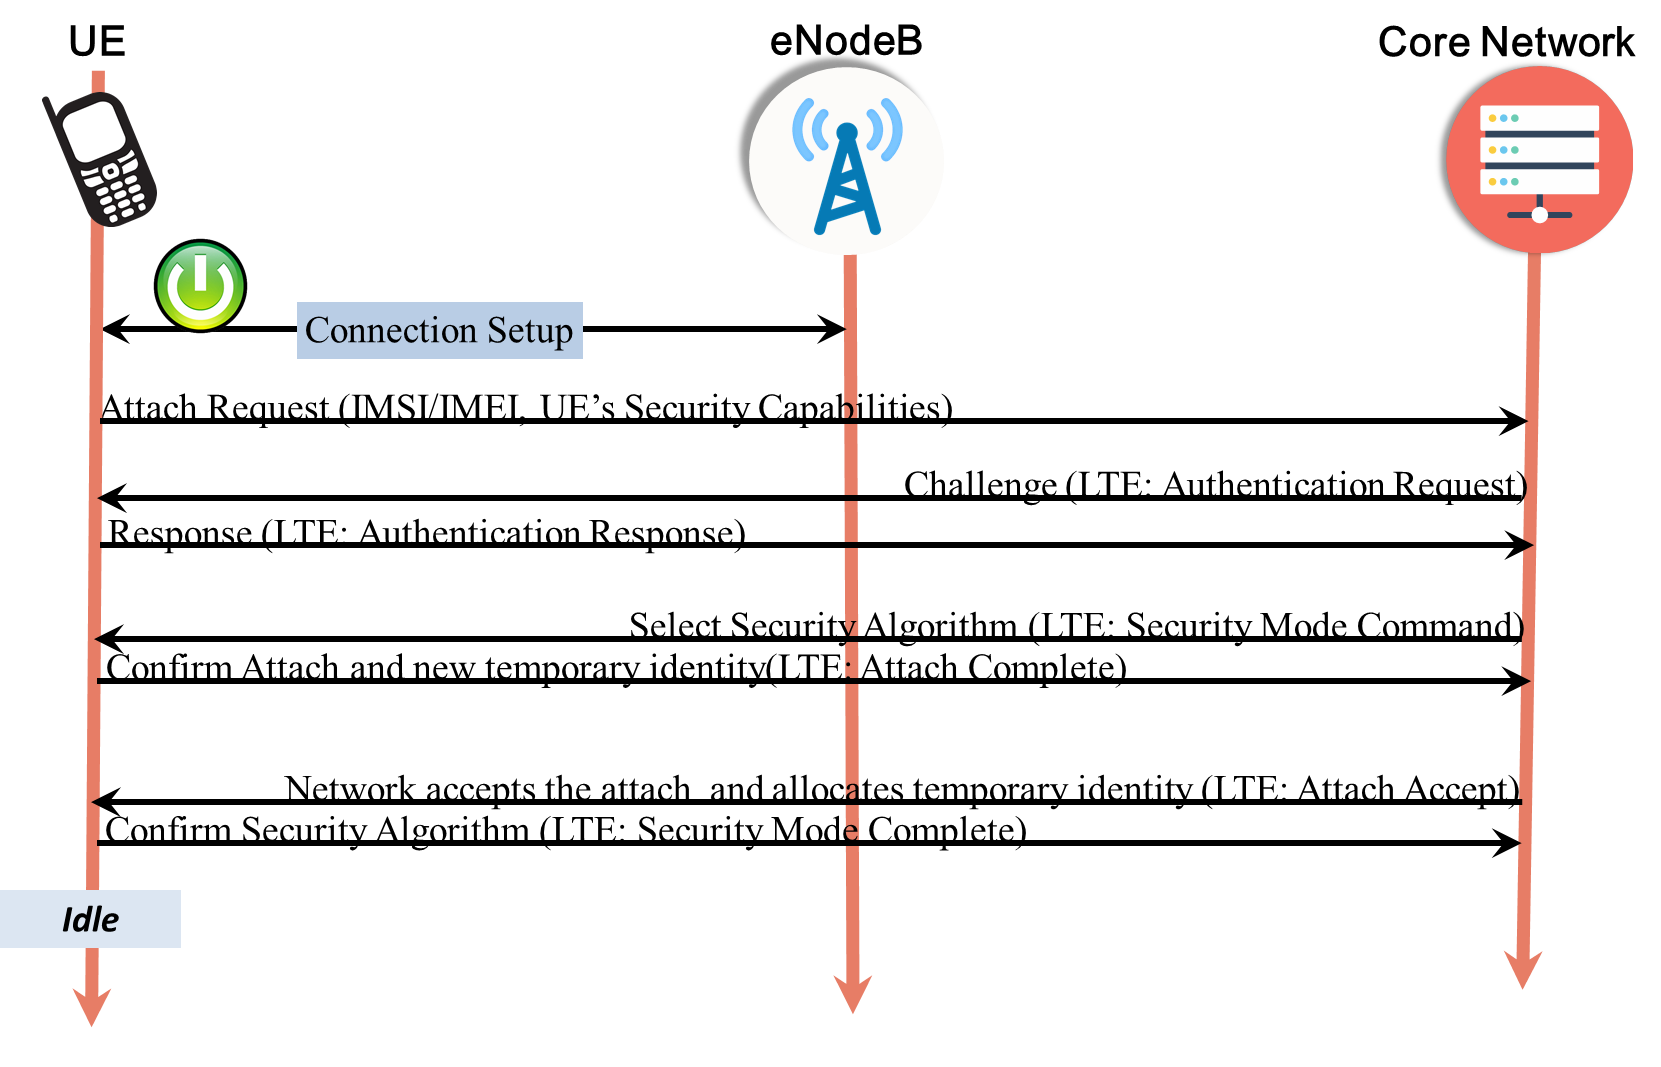 UE
eNodeB
Core Network
Connection Setup
Attach Request (IMSI/IMEI, UE’s Security Capabilities)
Challenge (LTE: Authentication Request)
Response (LTE: Authentication Response)
Select Security Algorithm (LTE: Security Mode Command)
Confirm Attach and new temporary identity(LTE: Attach Complete)
Network accepts the attach  and allocates temporary identity (LTE: Attach Accept)
Confirm Security Algorithm (LTE: Security Mode Complete)
Idle